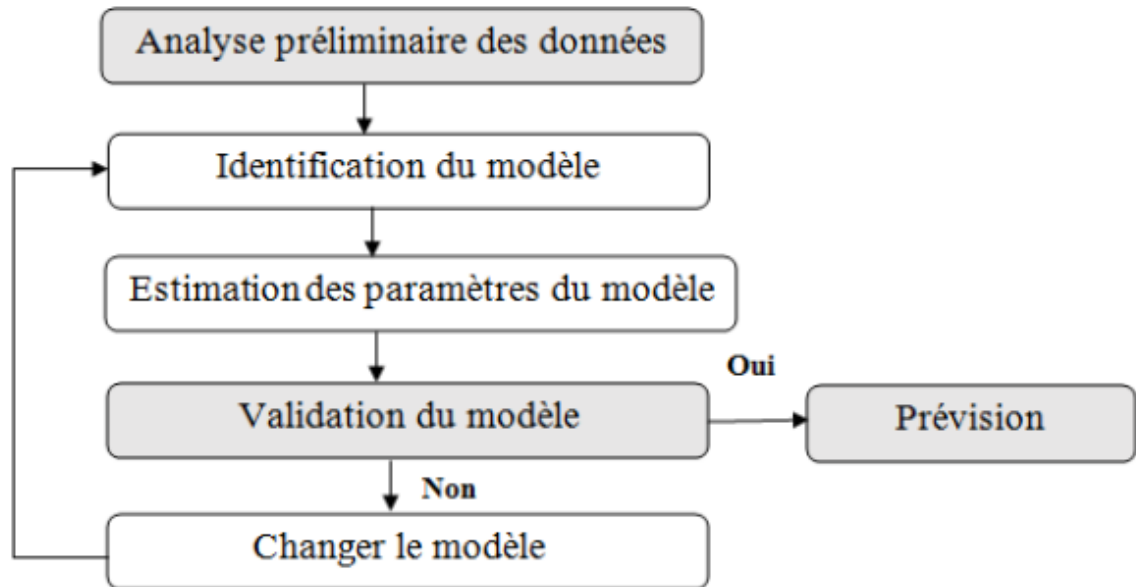 Analyse préliminaire des données
Identification du modèle
Estimation des paramètres du modèle
Oui
Validation du modèle
Prévision
Non
Changer le modèle